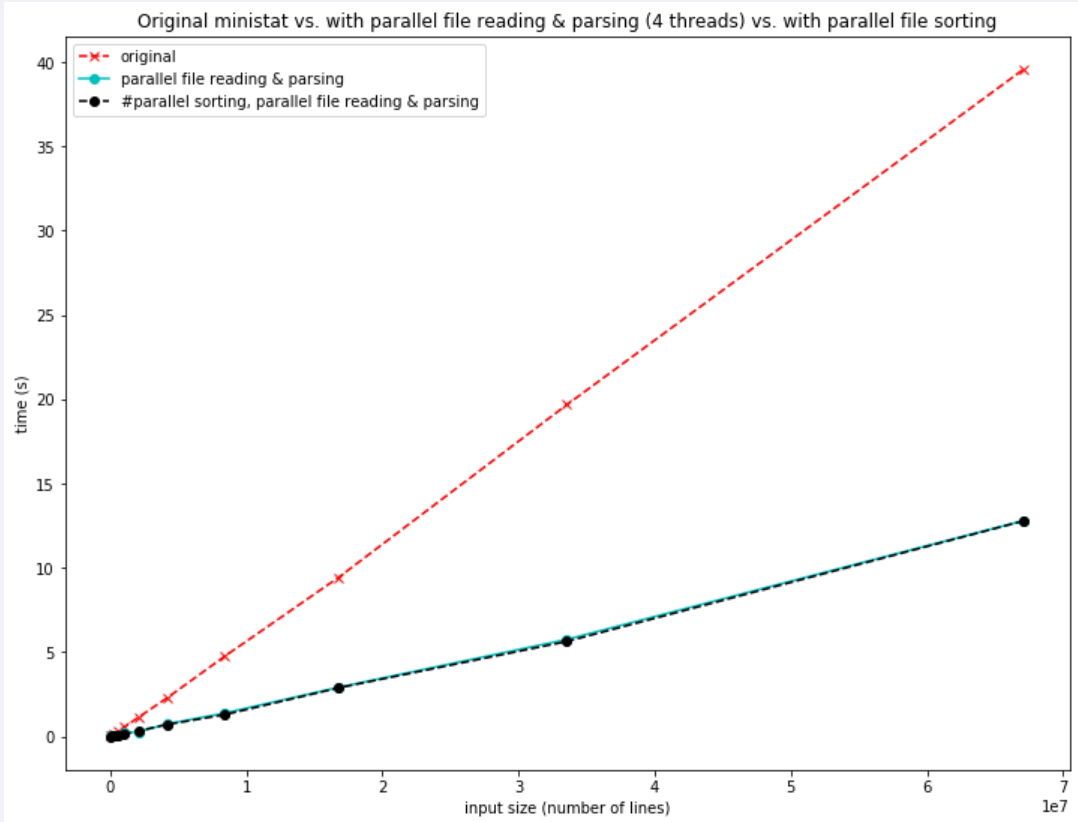 Original ministat vs. with parallel file reading & parsing (4 threads) vs. with parallel file sorting
original
parallel file reading & parsing
#parallel sorting, parallel file reading & parsing
40
35
30
25
20
15
10
5
0
time (s)
0 1 2 3 4 5 6 7
1e7
input size (number of lines)